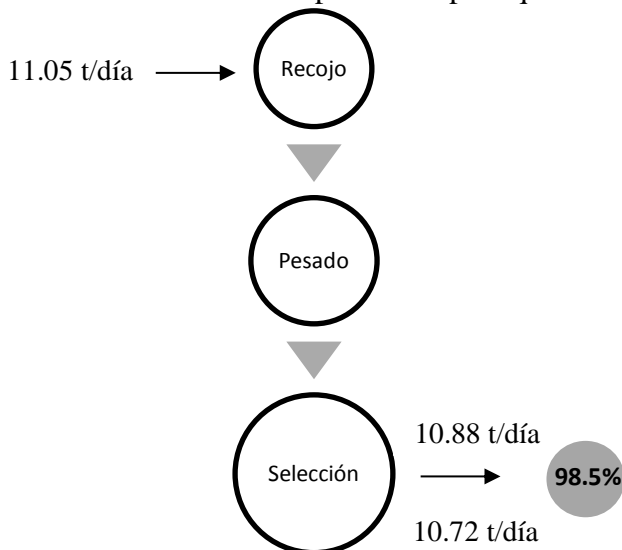 Recojo
11.05 t/día
Pesado
10.88 t/día
Selección
98.5%
10.72 t/día